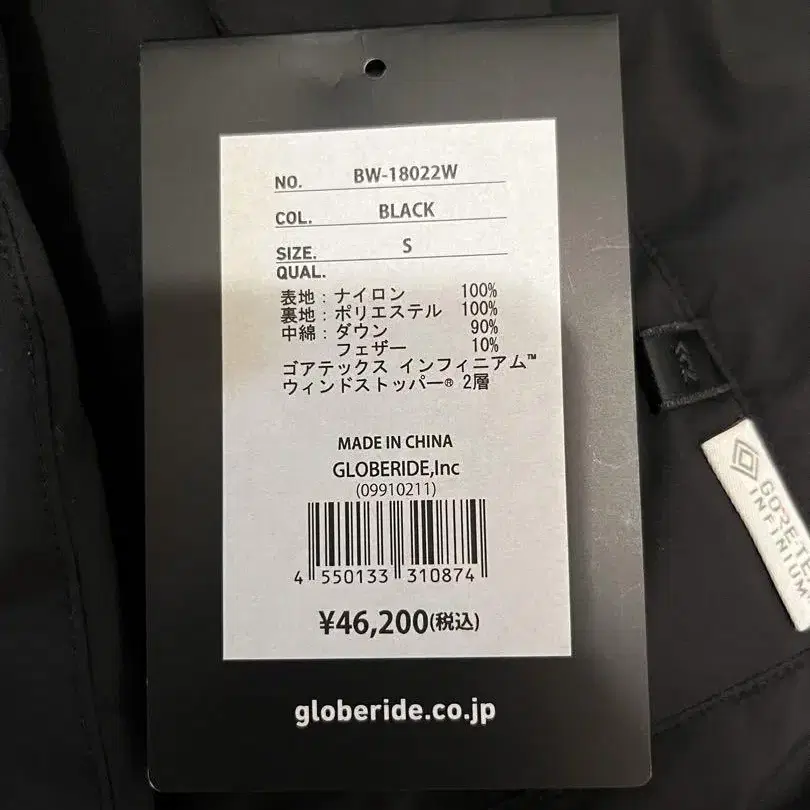 NO. BW-18022W
COL. BLACK
SIZE. S
QUAL.
表地：ナイロン 100%
裏地：ポリエステル 100%
中綿：ダウン 90%
フェザー 10%
ゴアテックス インフィニアム™
ウィンドストッパー® 2層
MADE IN CHINA
GLOBERIDE,Inc
(09910211)
4 550133 310874
¥46,200(税込)
globeride.co.jp
INFINIUM